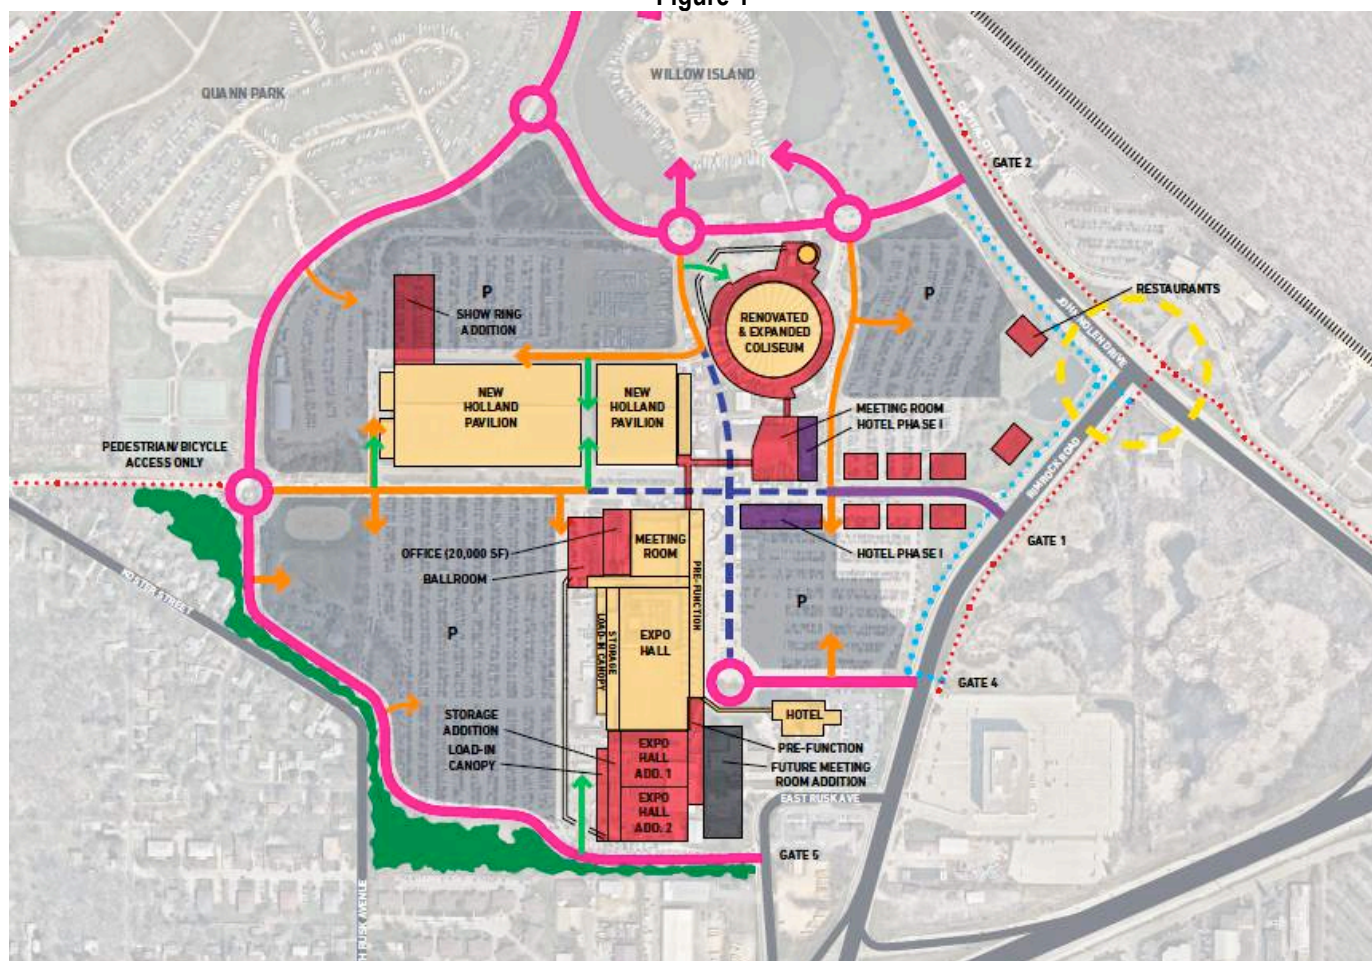 Figure 1
WILLOW ISLAND
QUANN PARK
GATE 2
P
SHOW RING
ADDITION
P
RESTAURANTS
RENOVATED
& EXPANDED
COLISEUM
JOHN NOLEN DRIVE
NEW
HOLLAND
PAVILION
NEW
HOLLAND
PAVILION
MEETING ROOM
HOTEL PHASE I
PEDESTRIAN/BICYCLE
ACCESS ONLY
RIMROCK ROAD
OFFICE (20,000 SF)
BALLROOM
MEETING
ROOM
HOTEL PHASE I
GATE 1
KOSTER STREET
PRE-FUNCTION
P
P
STORAGE
LOAD-IN CANOPY
EXPO
HALL
GATE 4
STORAGE
ADDITION
LOAD-IN
CANOPY
HOTEL
EXPO
HALL
ADD. 1
PRE-FUNCTION
FUTURE MEETING
ROOM ADDITION
EAST RUSK AVE
EXPO
HALL
ADD. 2
GATE 5
H RUSK AVENUE